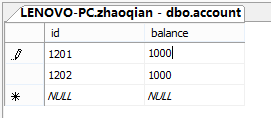 LENOVO-PC.zhaoqian - dbo.account
id balance
1201 1000
1202 1000
NULL NULL